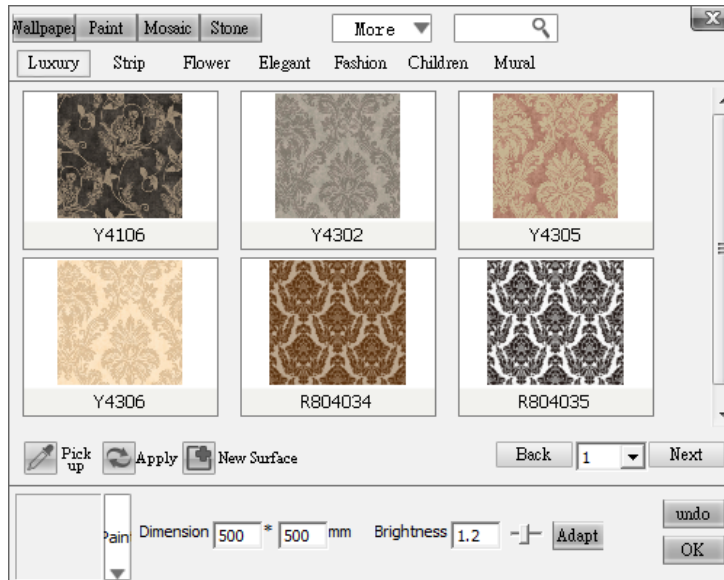 Wallpaper Paint Mosaic Stone More
Luxury Strip Flower Elegant Fashion Children Mural
Y4106 Y4302 Y4305
Y4306 R804034 R804035
Pick up Apply New Surface Back 1 Next
Pain Dimension 500 * 500 mm Brightness 1.2 Adapt undo
OK